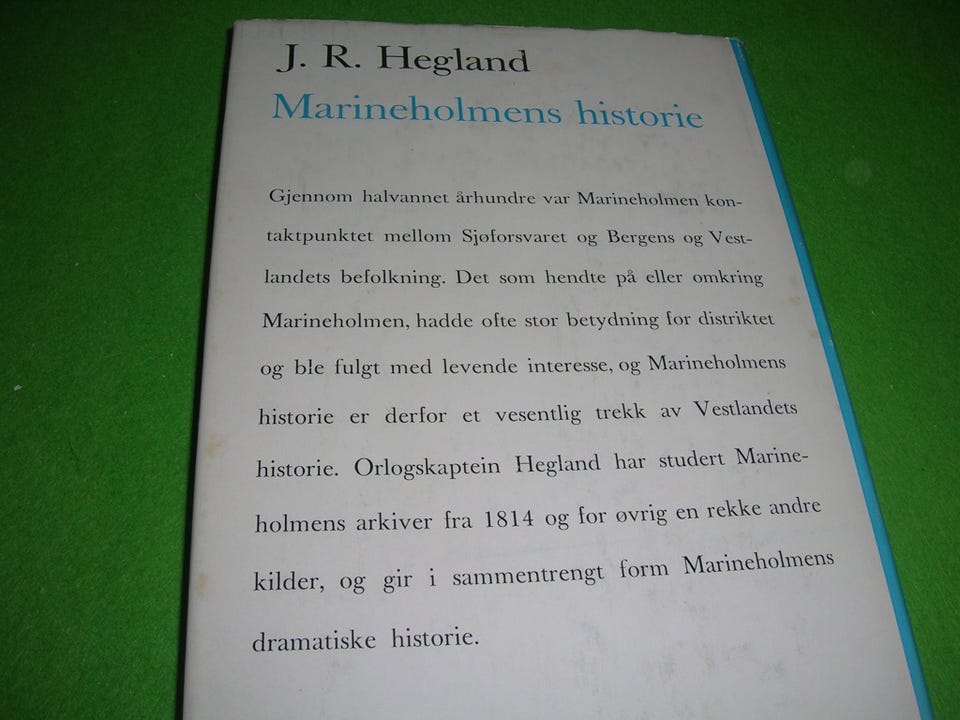 J. R. Hegland
Marineholmens historie
Gjennom halvannet århundre var Marineholmen kon-
taktpunktet mellom Sjøforsvaret og Bergens og Vest-
landets befolkning. Det som hendte på eller omkring
Marineholmen, hadde ofte stor betydning for distriktet
og ble fulgt med levende interesse, og Marineholmens
historie er derfor et vesentlig trekk av Vestlandets
historie. Orlogskaptein Hegland har studert Marine-
holmens arkiver fra 1814 og for øvrig en rekke andre
kilder, og gir i sammentrengt form Marineholmens
dramatiske historie.